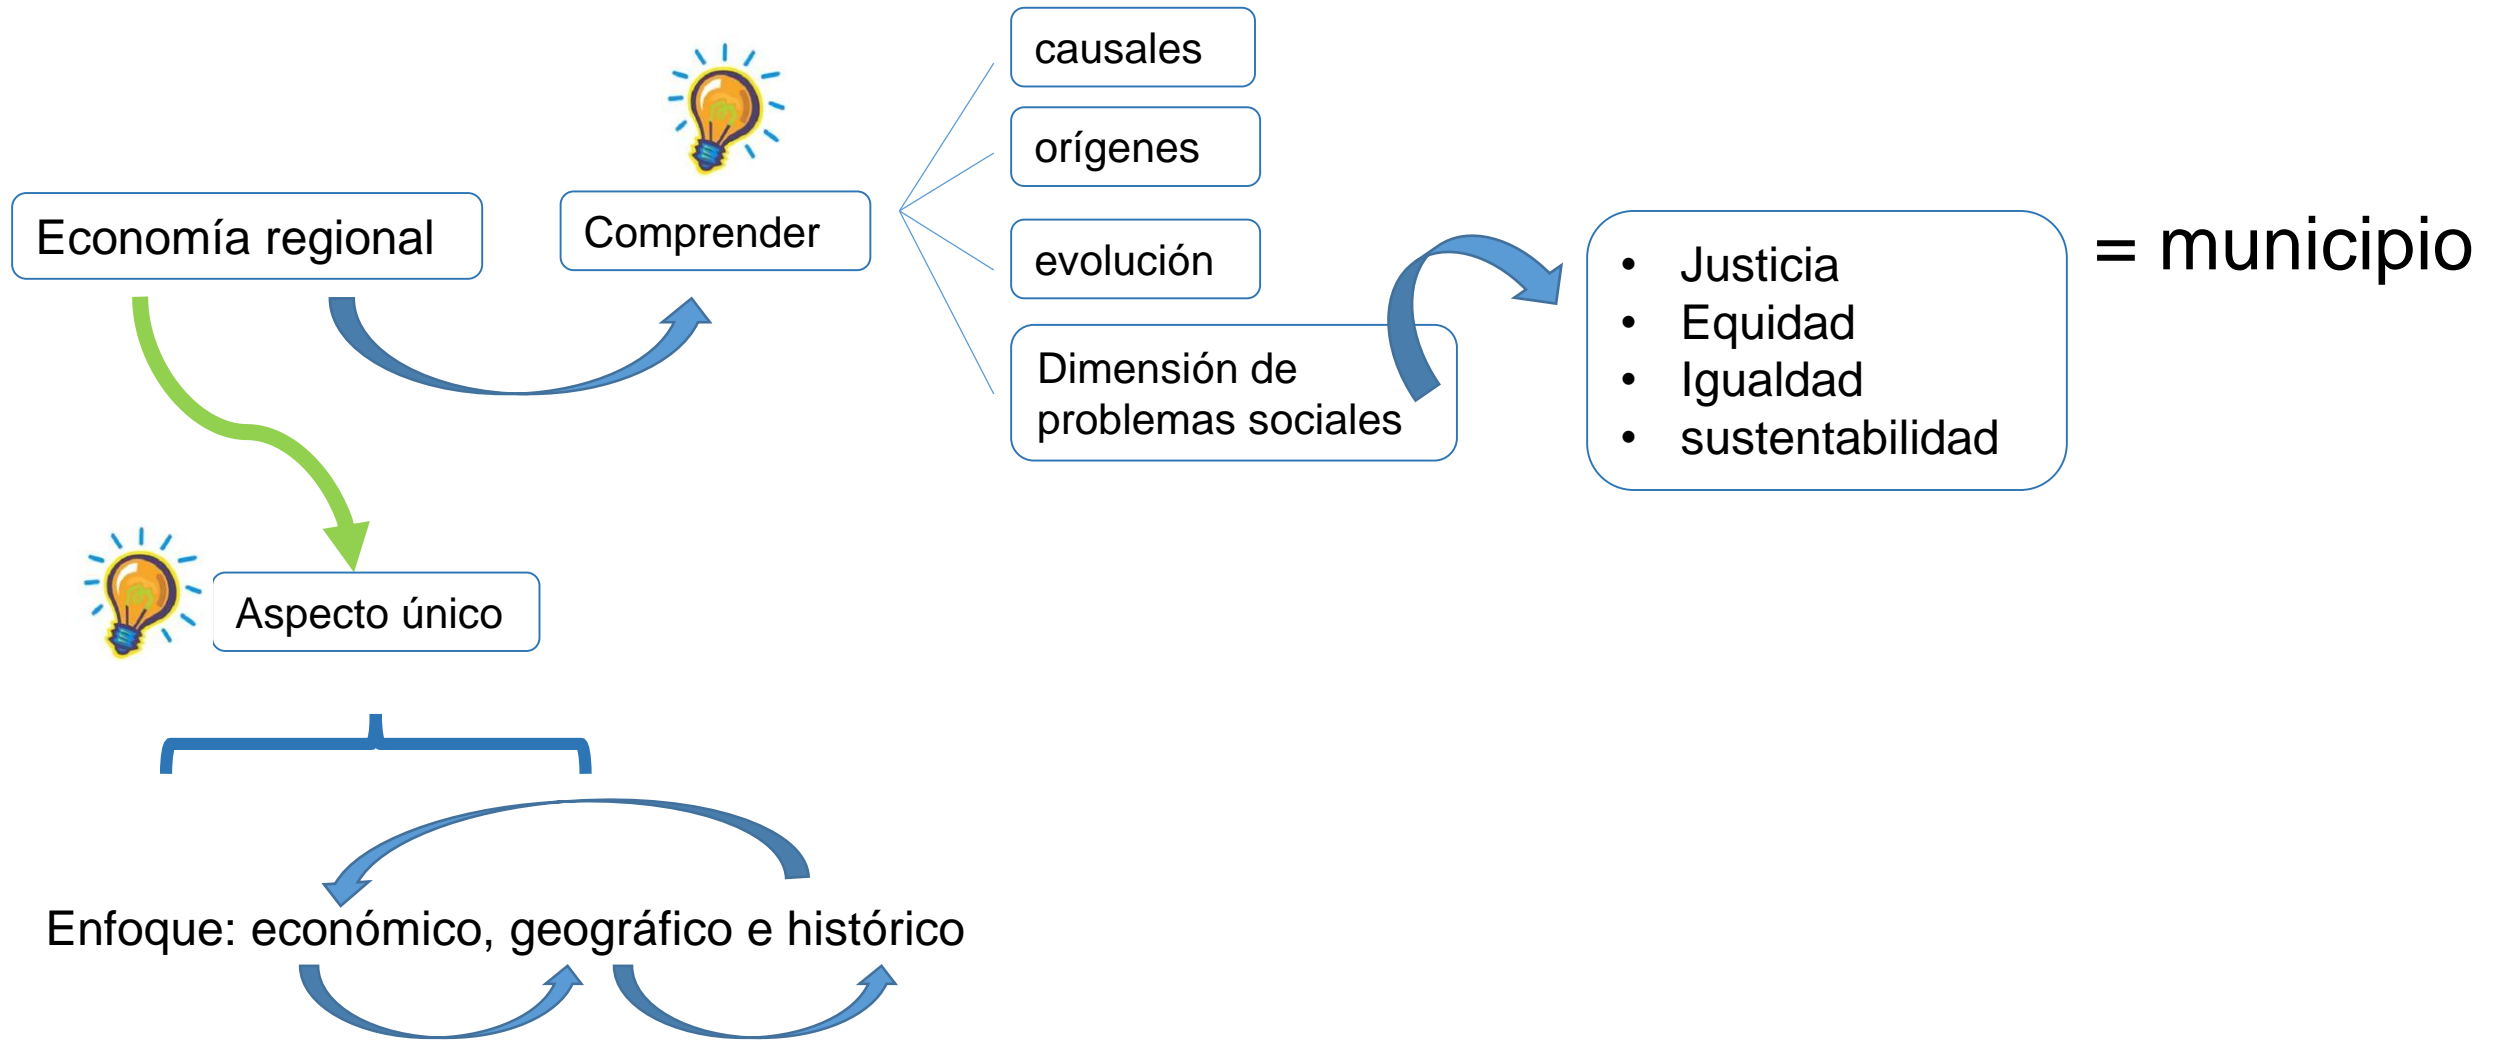 causales
orígenes
Economía regional
Comprender
evolución
Dimensión de
problemas sociales
• Justicia
• Equidad
• Igualdad
• sustentabilidad
= municipio
Aspecto único
Enfoque: económico, geográfico e histórico